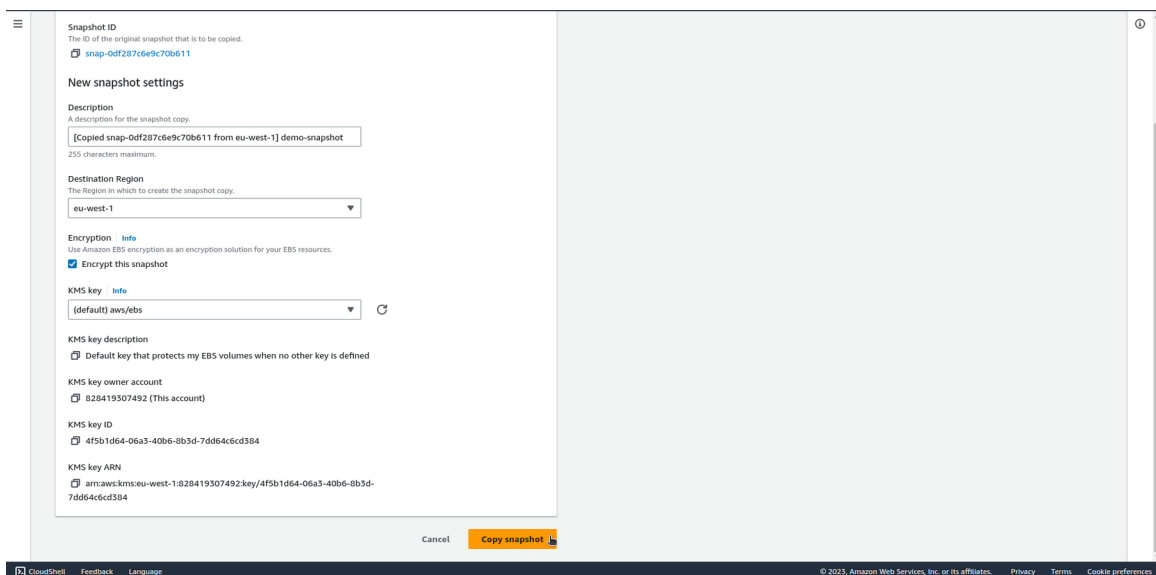 Snapshot ID
The ID of the original snapshot that is to be copied.
snap-0df287c6e9c70b611
New snapshot settings
Description
A description for the snapshot copy.
[Copied snap-0df287c6e9c70b611 from eu-west-1] demo-snapshot
255 characters maximum.
Destination Region
The Region in which to create the snapshot copy.
eu-west-1
Encryption Info
Use Amazon EBS encryption as an encryption solution for your EBS resources.
Encrypt this snapshot
KMS key Info
(default) aws/ebs
KMS key description
Default key that protects my EBS volumes when no other key is defined
KMS key owner account
828419307492 (This account)
KMS key ID
4f5b1d64-06a3-40b6-8b3d-7dd64c6cd384
KMS key ARN
arn:aws:kms:eu-west-1:828419307492:key/4f5b1d64-06a3-40b6-8b3d-
7dd64c6cd384
Cancel Copy snapshot
CloudShell Feedback Language © 2023, Amazon Web Services, Inc. or its affiliates. Privacy Terms Cookie preferences